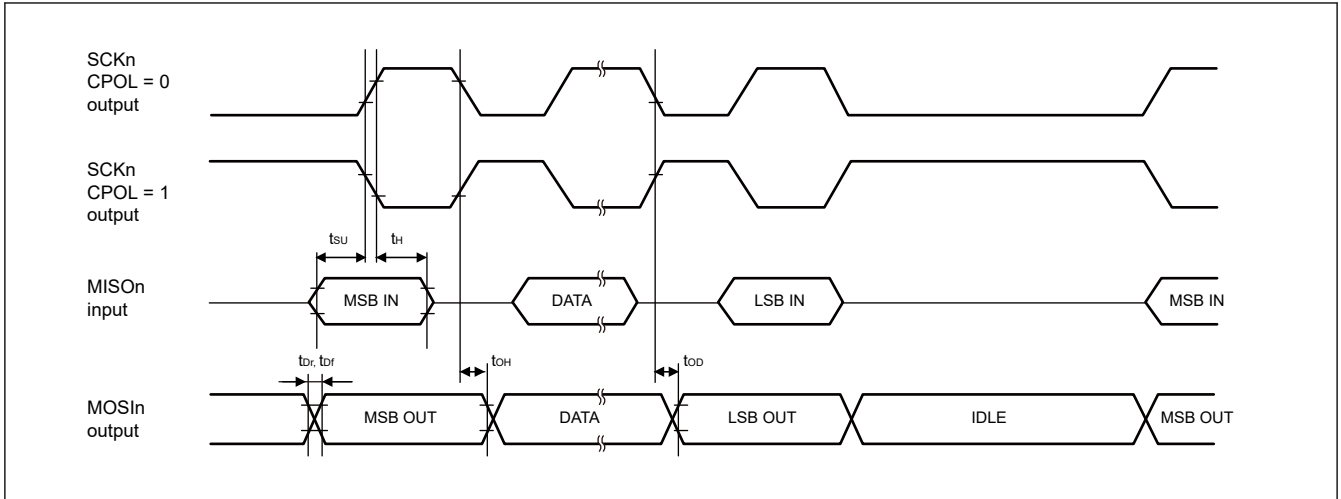 SCKn
CPOL = 0
output
SCKn
CPOL = 1
output
tSU
tH
MISOn
input
MSB IN
DATA
LSB IN
MSB IN
tDr, tDf
tOH
tOD
MOSIn
output
MSB OUT
DATA
LSB OUT
IDLE
MSB OUT